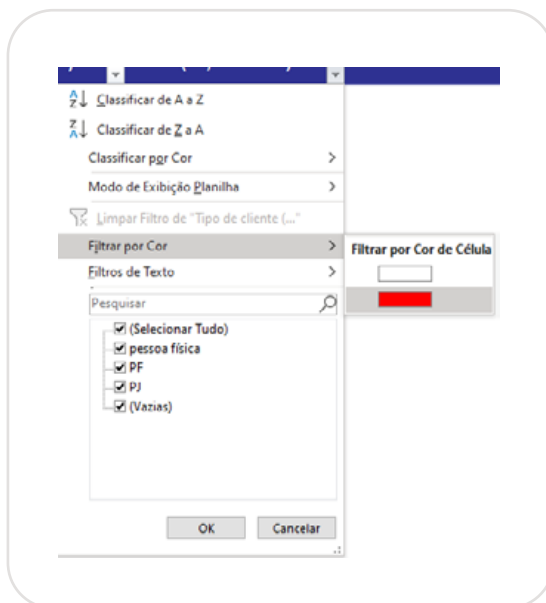 Classificar de A a Z
Classificar de Z a A
Classificar por Cor
Modo de Exibição Planilha
Limpar Filtro de "Tipo de cliente (..."
Filtrar por Cor
Filtrar por Cor de Célula
Filtros de Texto
Pesquisar
(Selecionar Tudo)
pessoa física
PF
PJ
(Vazias)
OK
Cancelar